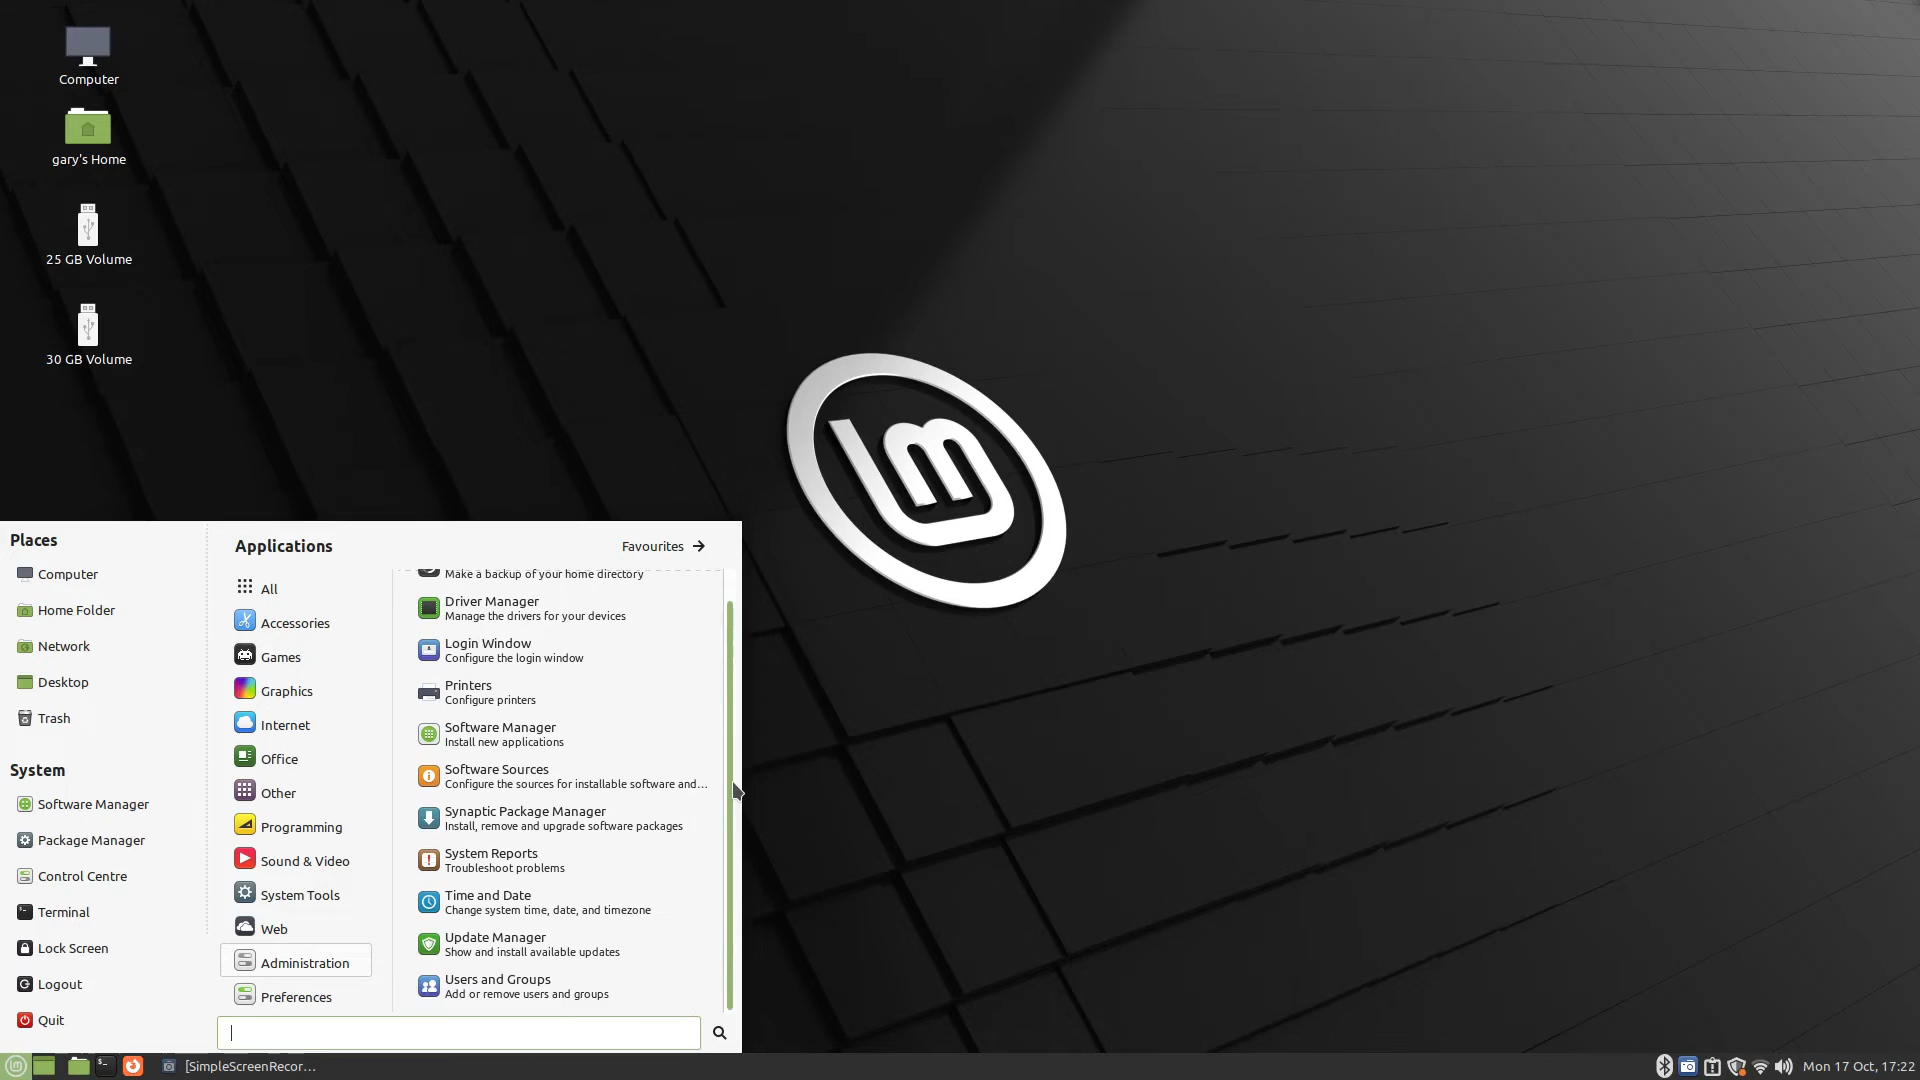 Computer
gary's Home
25 GB Volume
30 GB Volume
Places
Computer
Home Folder
Network
Desktop
Trash
System
Software Manager
Package Manager
Control Centre
Terminal
Lock Screen
Logout
Quit
Applications
Favourites
All
Accessories
Games
Graphics
Internet
Office
Other
Programming
Sound & Video
System Tools
Web
Administration
Preferences
Make a backup of your home directory
Driver Manager
Manage the drivers for your devices
Login Window
Configure the login window
Printers
Configure printers
Software Manager
Install new applications
Software Sources
Configure the sources for installable software and...
Synaptic Package Manager
Install, remove and upgrade software packages
System Reports
Troubleshoot problems
Time and Date
Change system time, date, and timezone
Update Manager
Show and install available updates
Users and Groups
Add or remove users and groups
[SimpleScreenRecor...
Mon 17 Oct, 17:22